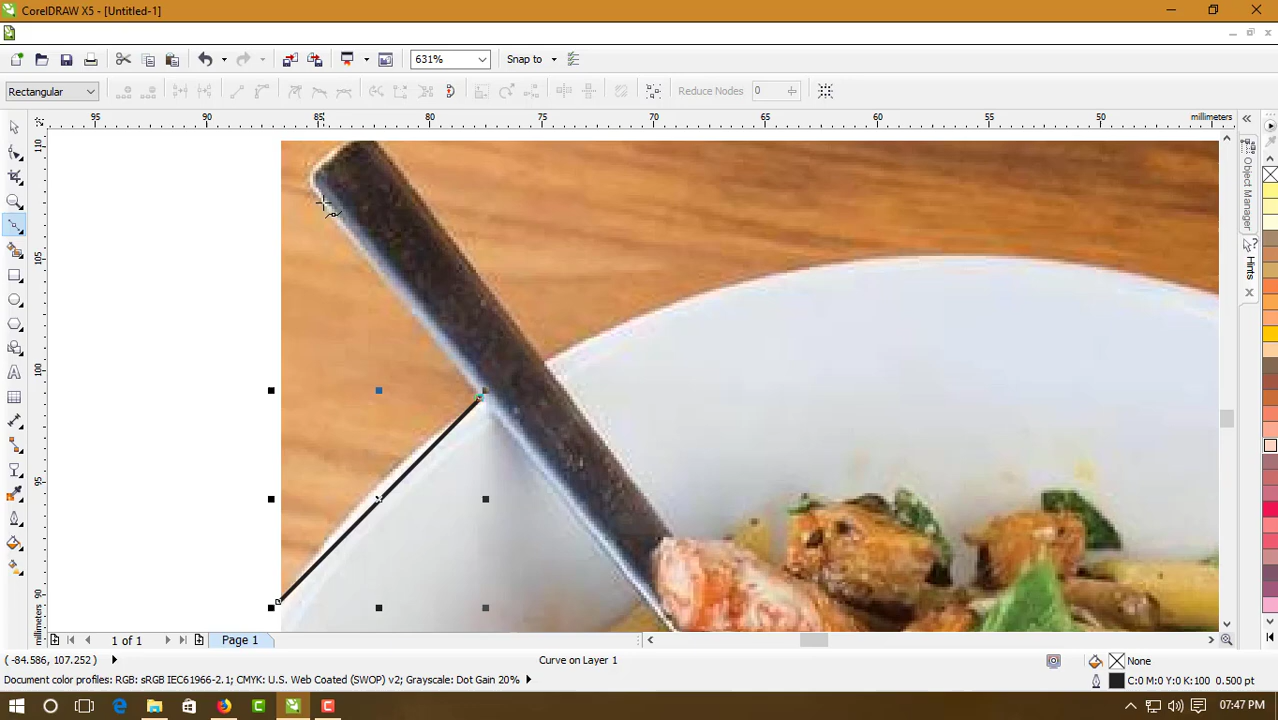 CorelDRAW X5 - [Untitled-1]
631%
Snap to
Rectangular
Reduce Nodes
0
95 90 85 80 75 70 65 60 55 50
millimeters
110
105
100
95
90
millimeters
Object Manager
Hints
1 of 1
Page 1
( -84.586, 107.252 )
Curve on Layer 1
None
Document color profiles: RGB: sRGB IEC61966-2.1; CMYK: U.S. Web Coated (SWOP) v2; Grayscale: Dot Gain 20%
C:0 M:0 Y:0 K:100 0.500 pt
07:47 PM